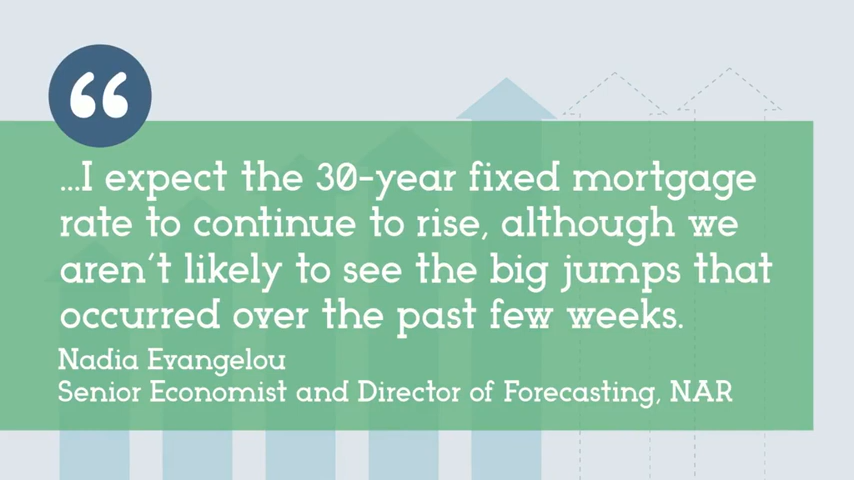 “
...I expect the 30-year fixed mortgage
rate to continue to rise, although we
aren't likely to see the big jumps that
occurred over the past few weeks.
Nadia Evangelou
Senior Economist and Director of Forecasting, NAR